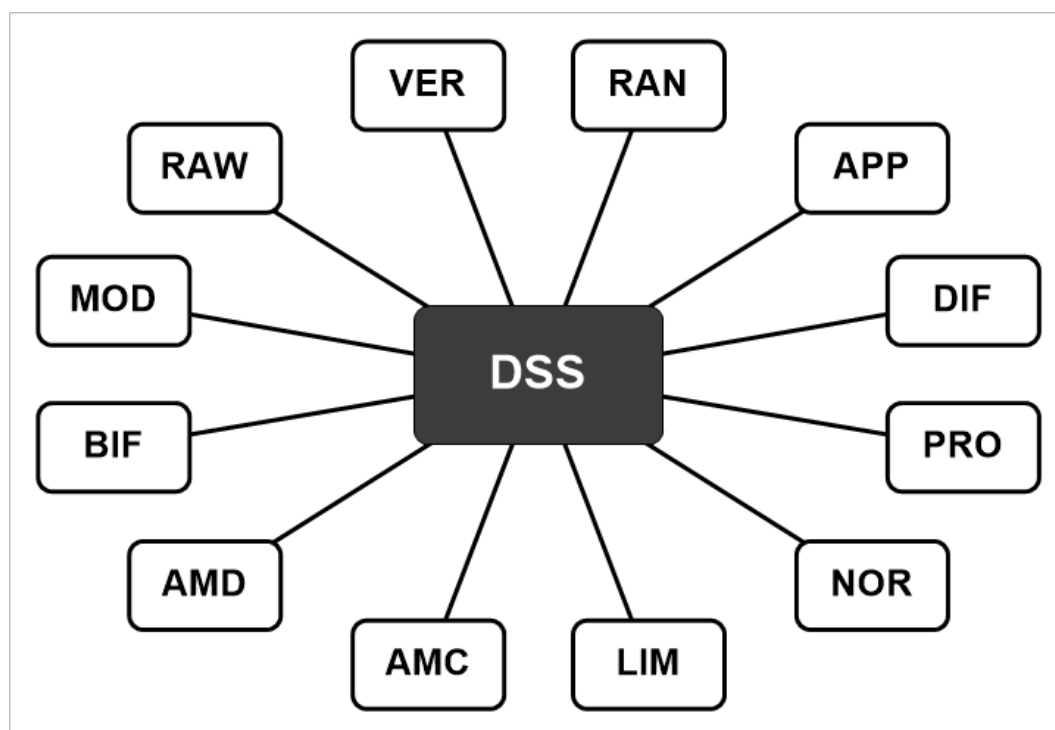 VER
RAN
RAW
APP
MOD
DIF
DSS
BIF
PRO
AMD
NOR
AMC
LIM